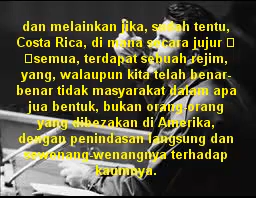 dan melainkan jika, sudah tentu,
Costa Rica, di mana secara jujur
semua, terdapat sebuah rejim,
yang, walaupun kita telah benar-
benar tidak masyarakat dalam apa
jua bentuk, bukan orang-orang
yang dibezakan di Amerika,
dengan penindasan langsung dan
sewenang-wenangnya terhadap
kaumnya.